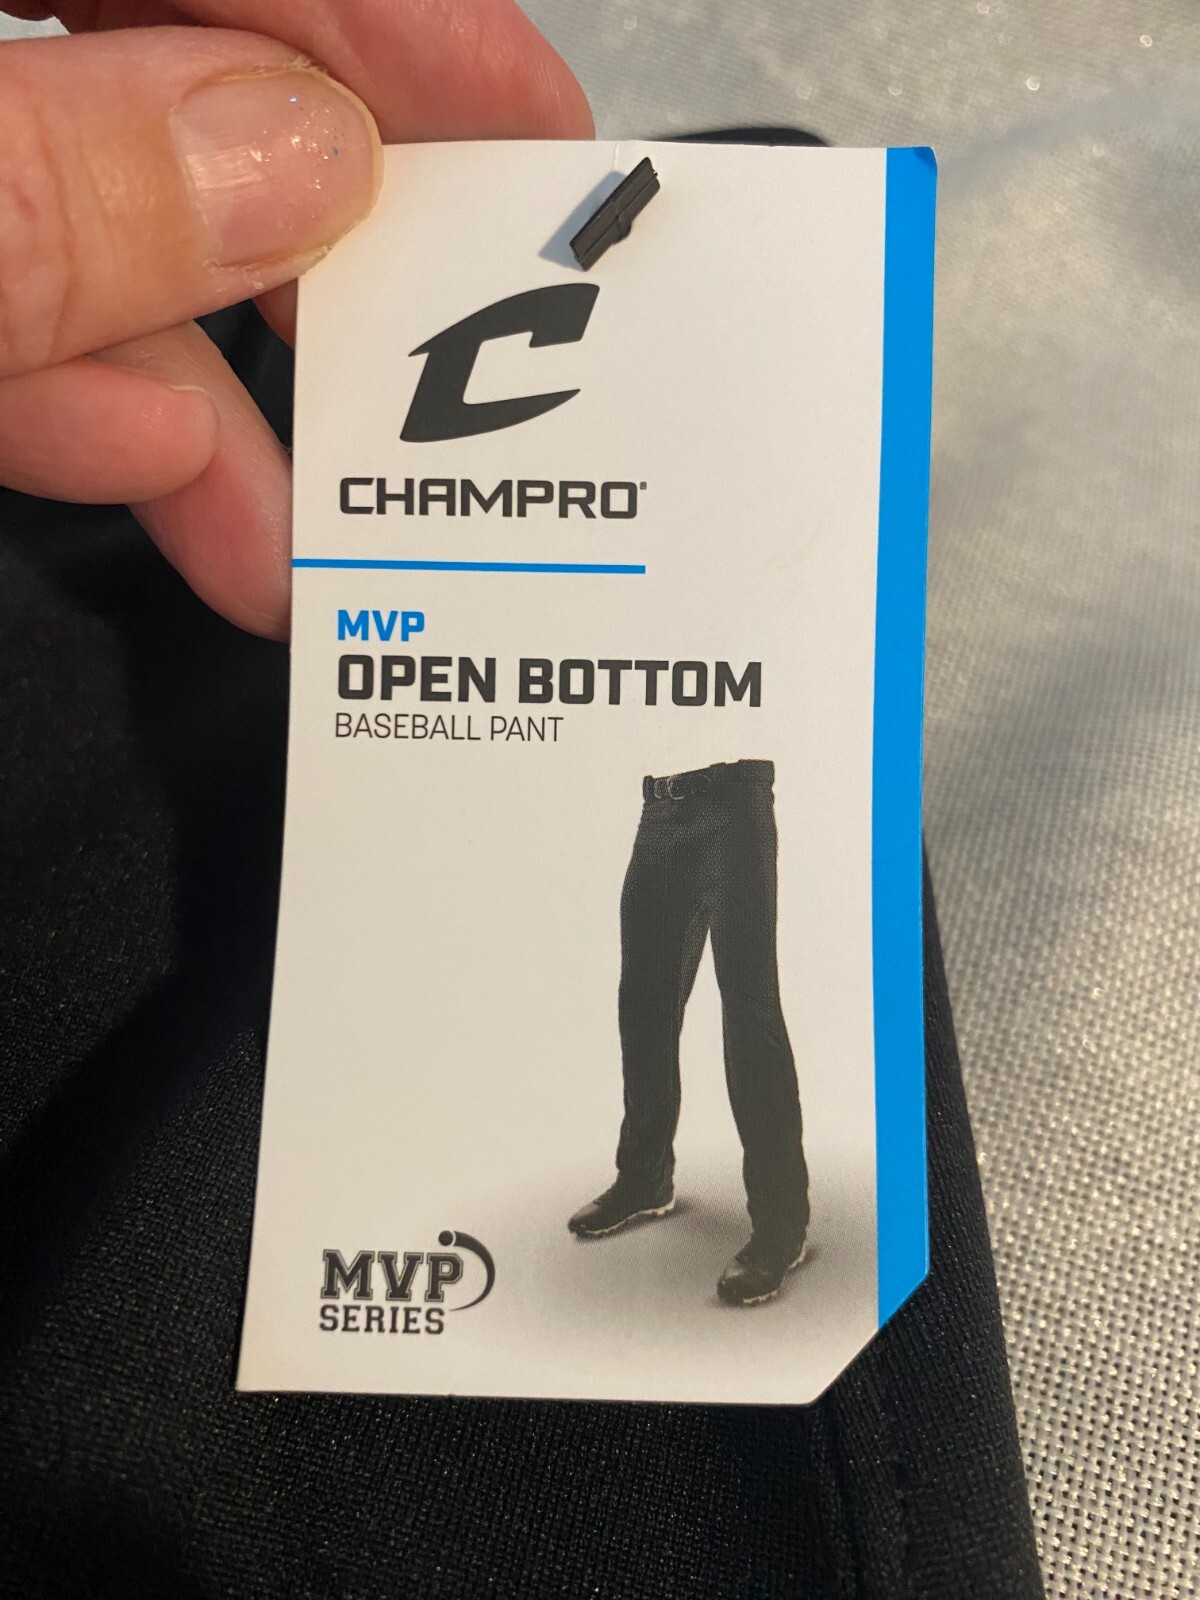 CHAMPRO
MVP
OPEN BOTTOM
BASEBALL PANT
MVP
SERIES